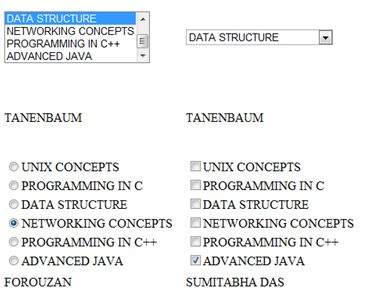 DATA STRUCTURE
NETWORKING CONCEPTS
PROGRAMMING IN C++
ADVANCED JAVA
DATA STRUCTURE
TANENBAUM
TANENBAUM
UNIX CONCEPTS
PROGRAMMING IN C
DATA STRUCTURE
NETWORKING CONCEPTS
PROGRAMMING IN C++
ADVANCED JAVA
FOROUZAN
UNIX CONCEPTS
PROGRAMMING IN C
DATA STRUCTURE
NETWORKING CONCEPTS
PROGRAMMING IN C++
ADVANCED JAVA
SUMITABHA DAS